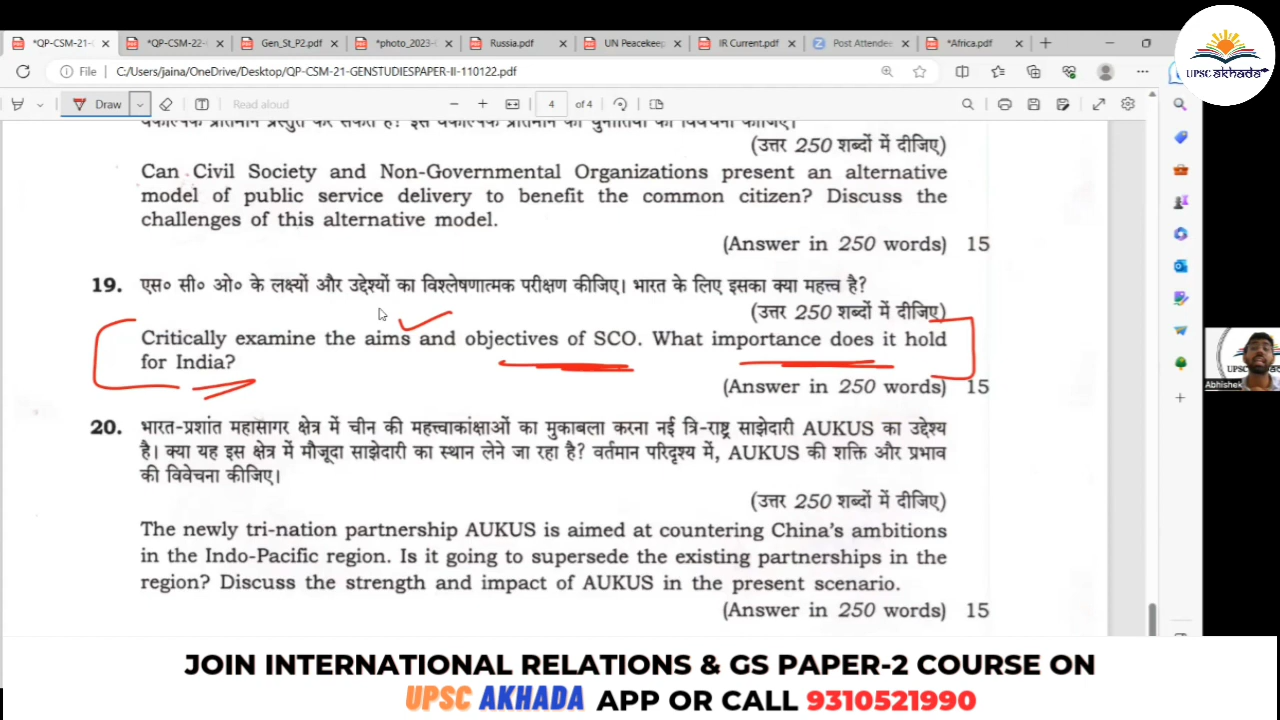 *QP-CSM-21-
*QP-CSM-22-
Gen_St_P2.pdf
*photo_2023-
Russia.pdf
UN Peacekee
IR Current.pdf
Post Attende
*Africa.pdf
File C:/Users/jaina/OneDrive/Desktop/QP-CSM-21-GENSTUDIESPAPER-II-110122.pdf
UPSC akhada
Draw Read aloud 4 of 4
(उत्तर 250 शब्दों में दीजिए)
Can Civil Society and Non-Governmental Organizations present an alternative
model of public service delivery to benefit the common citizen? Discuss the
challenges of this alternative model.
(Answer in 250 words) 15
19. एस० सी० ओ० के लक्ष्यों और उद्देश्यों का विश्लेषणात्मक परीक्षण कीजिए। भारत के लिए इसका क्या महत्त्व है?
(उत्तर 250 शब्दों में दीजिए)
Critically examine the aims and objectives of SCO. What importance does it hold
for India?
(Answer in 250 words) 15
UPSC
Abhishek
20. भारत-प्रशांत महासागर क्षेत्र में चीन की महत्त्वाकांक्षाओं का मुकाबला करना नई त्रि-राष्ट्र साझेदारी AUKUS का उद्देश्य
है। क्या यह इस क्षेत्र में मौजूदा साझेदारी का स्थान लेने जा रहा है? वर्तमान परिदृश्य में, AUKUS की शक्ति और प्रभाव
की विवेचना कीजिए।
(उत्तर 250 शब्दों में दीजिए)
The newly tri-nation partnership AUKUS is aimed at countering China's ambitions
in the Indo-Pacific region. Is it going to supersede the existing partnerships in the
region? Discuss the strength and impact of AUKUS in the present scenario.
(Answer in 250 words) 15
JOIN INTERNATIONAL RELATIONS & GS PAPER-2 COURSE ON
UPSC AKHADA APP OR CALL 9310521990